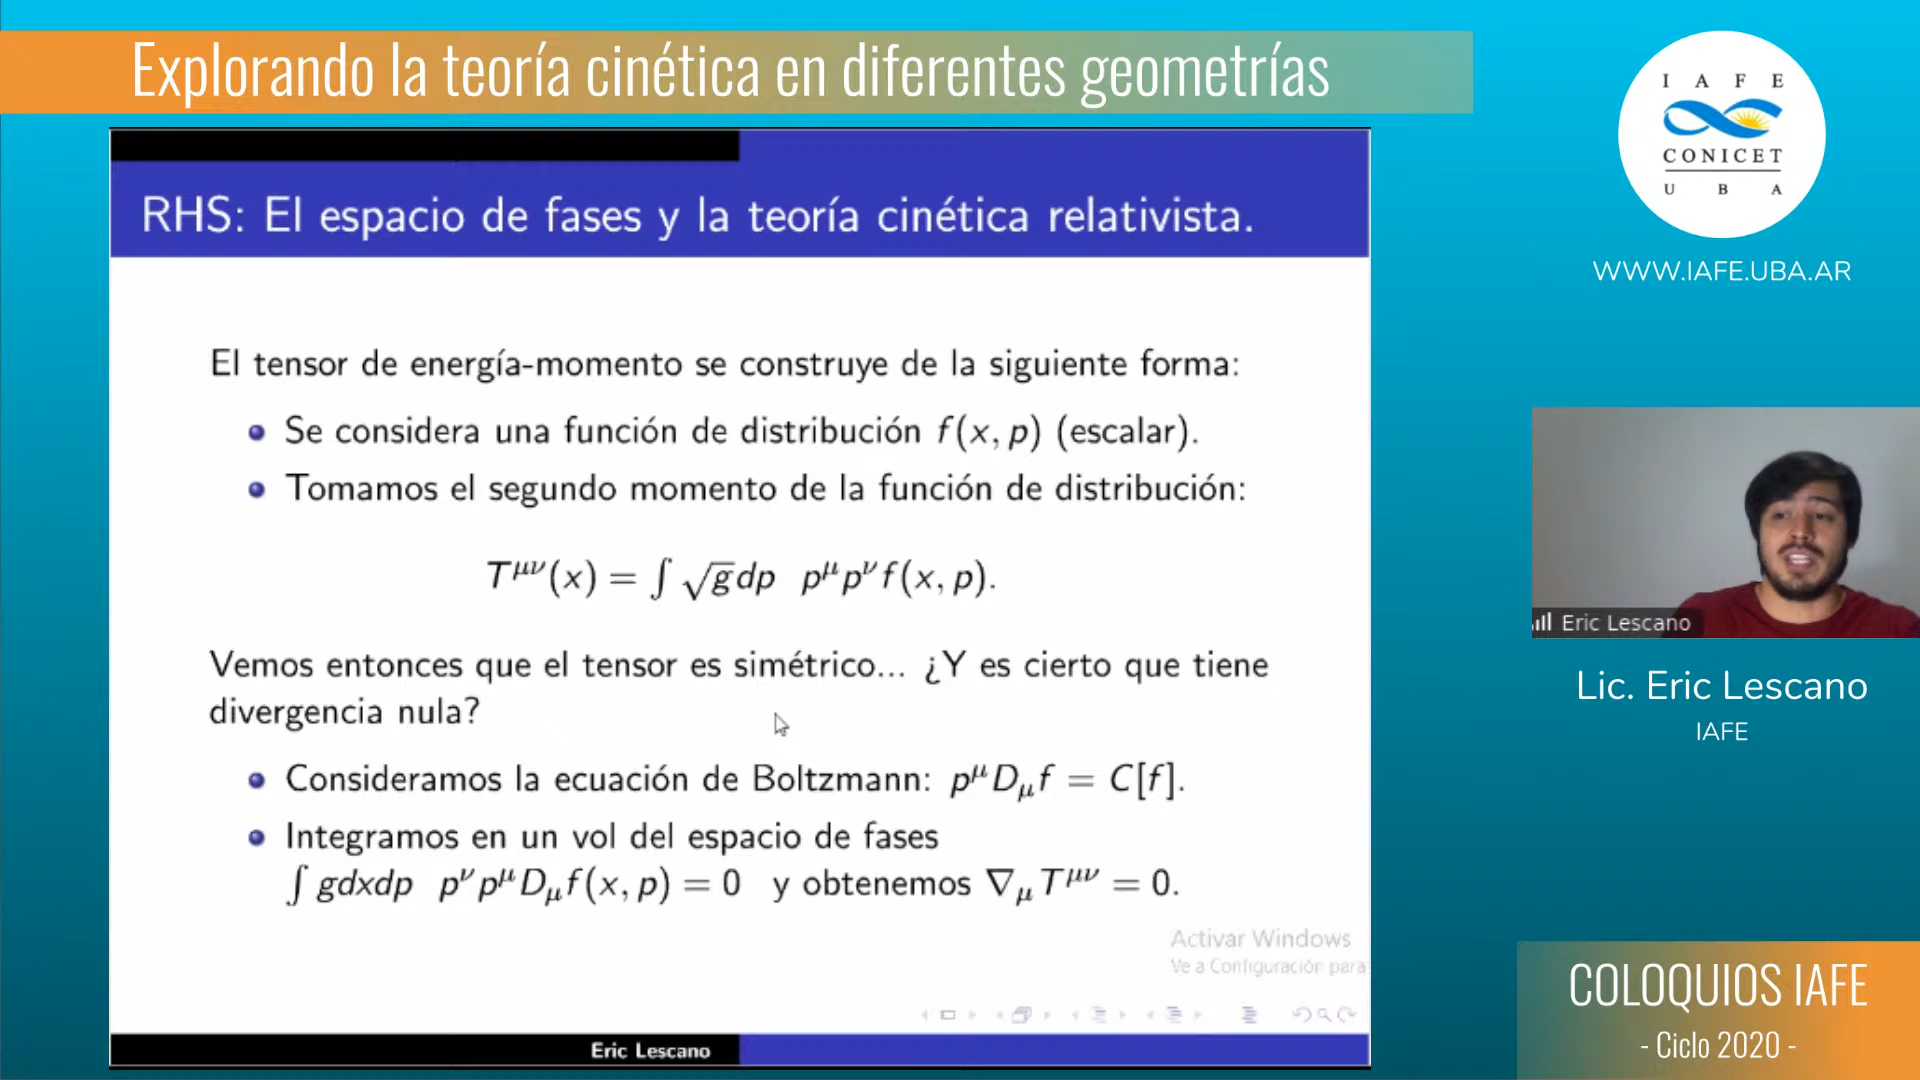 Explorando la teoría cinética en diferentes geometrías
RHS: El espacio de fases y la teoría cinética relativista.
El tensor de energía-momento se construye de la siguiente forma:
Se considera una función de distribución f(x, p) (escalar).
Tomamos el segundo momento de la función de distribución:
T^{μν}(x) = ∫ √g dp p^μ p^ν f(x, p).
Vemos entonces que el tensor es simétrico... ¿Y es cierto que tiene
divergencia nula?
Consideramos la ecuación de Boltzmann: p^μ D_μ f = C[f].
Integramos en un vol del espacio de fases
∫ gdxdp p^ν p^μ D_μ f(x, p) = 0 y obtenemos ∇_μ T^{μν} = 0.
Activar Windows
Ve a Configuración para
Eric Lescano
I A F E
CONICET
U B A
WWW.IAFE.UBA.AR
Eric Lescano
Lic. Eric Lescano
IAFE
COLOQUIOS IAFE
- Ciclo 2020 -